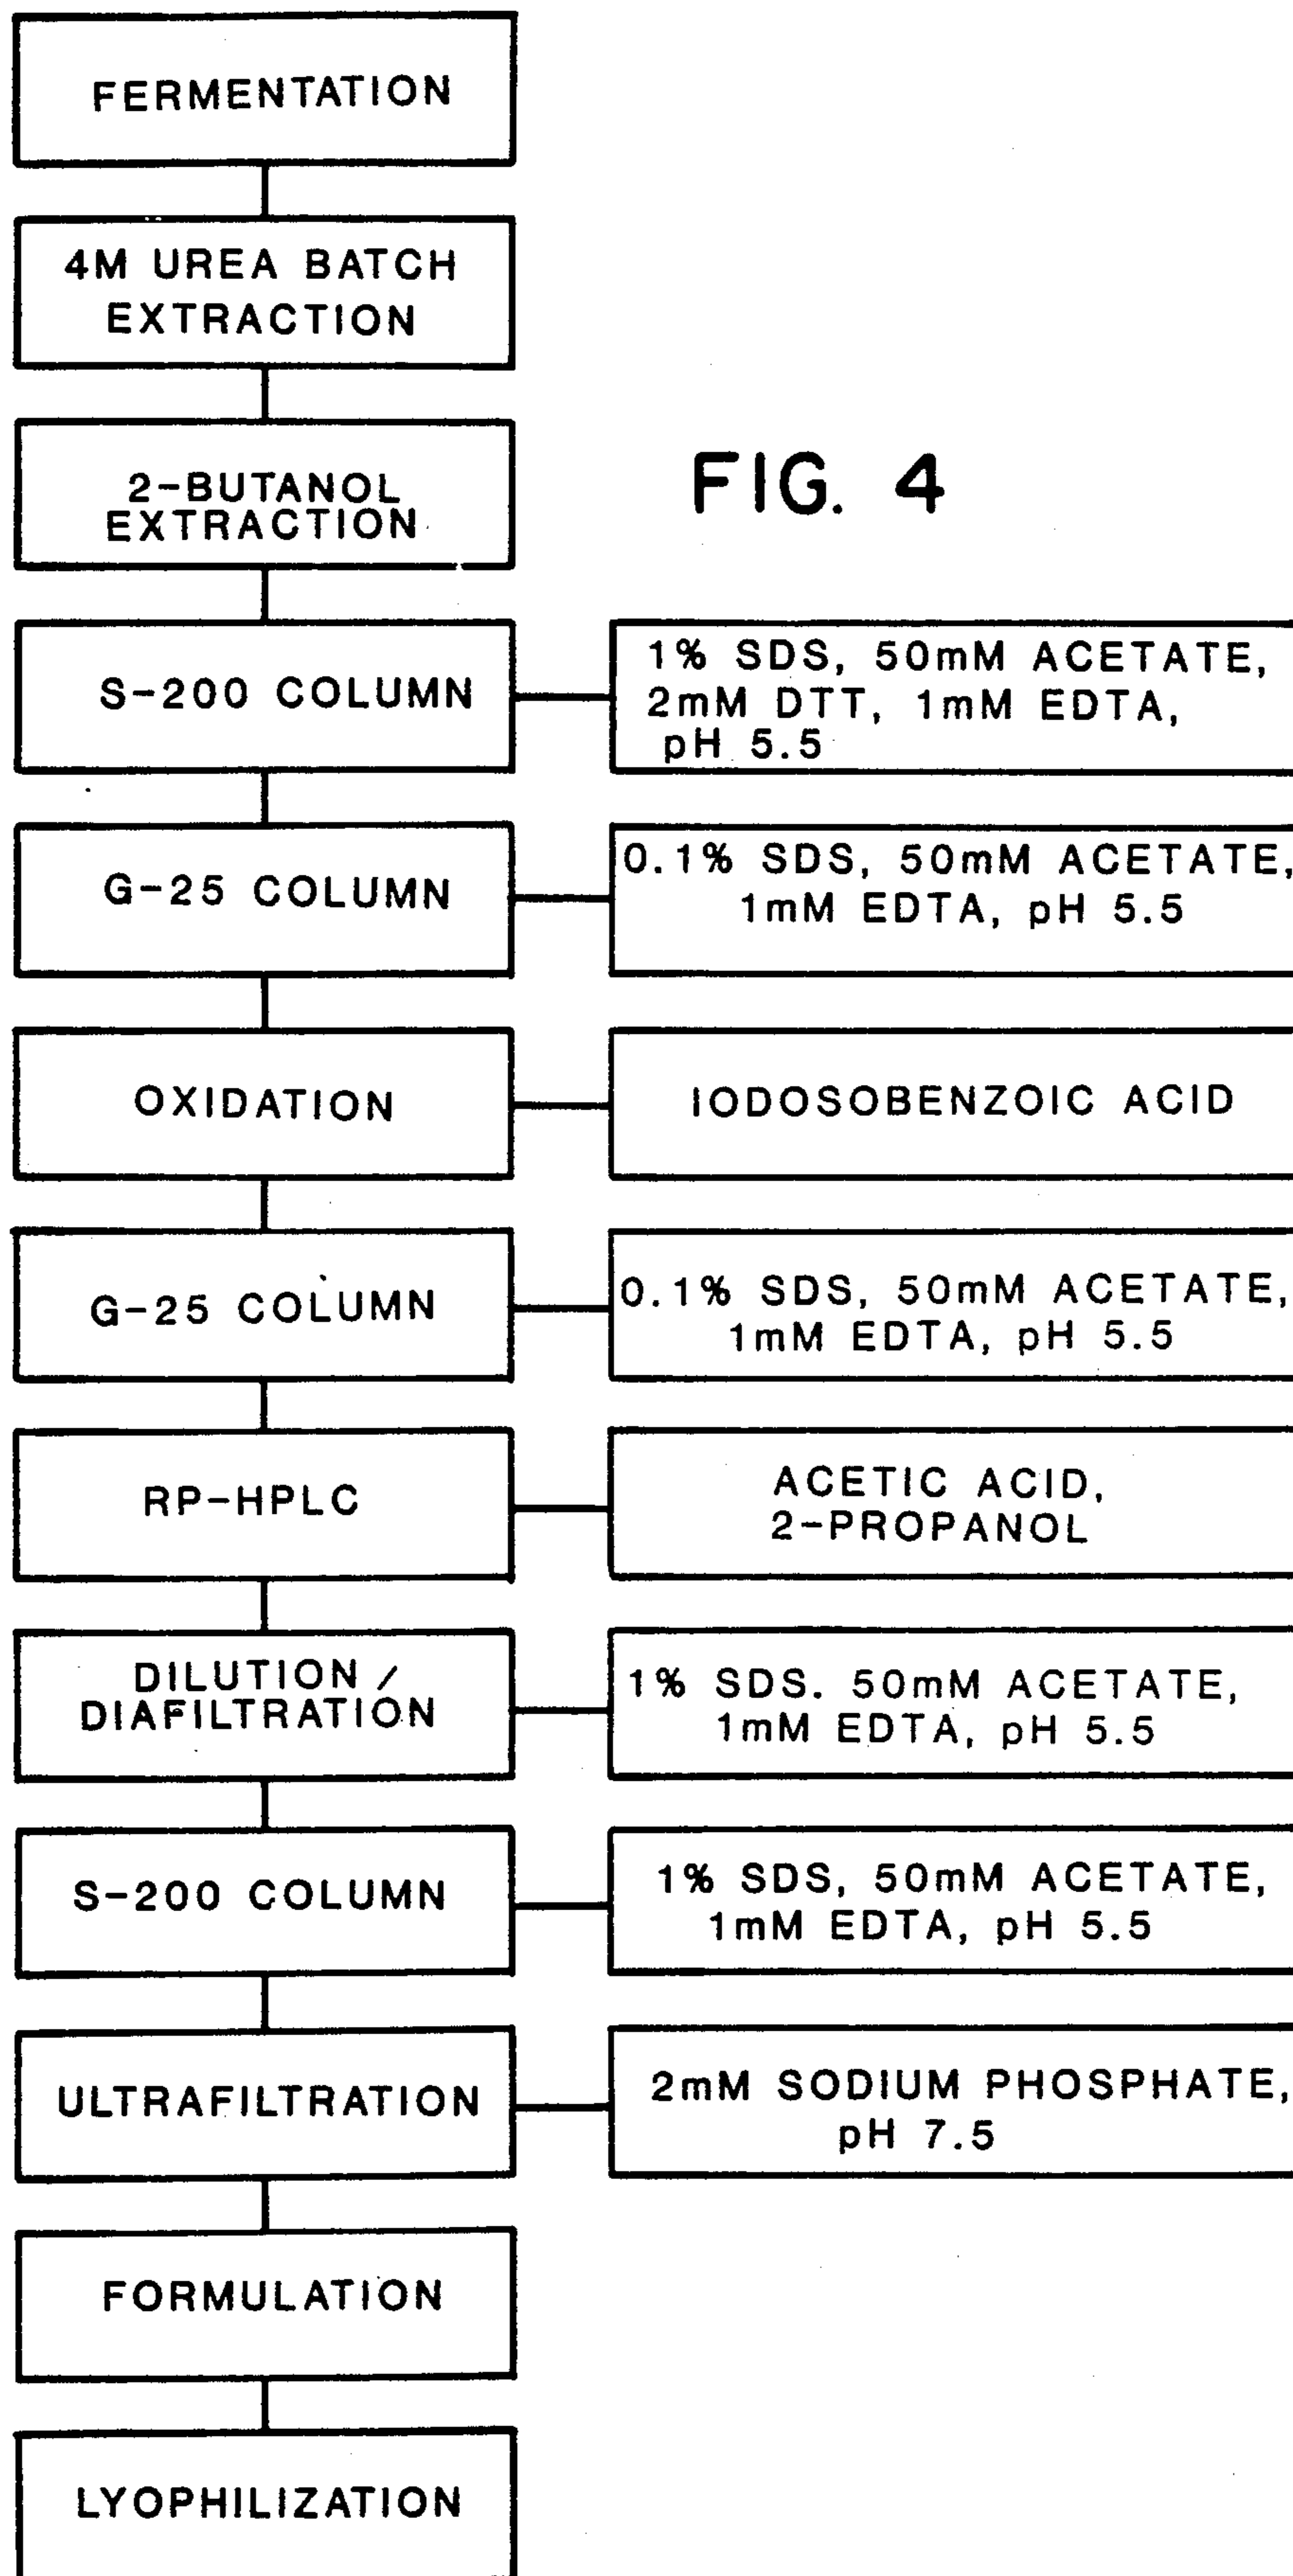 FERMENTATION
4M UREA BATCH
EXTRACTION
2-BUTANOL
EXTRACTION
FIG. 4
S-200 COLUMN
1% SDS, 50mM ACETATE,
2mM DTT, 1mM EDTA,
pH 5.5
G-25 COLUMN
0.1% SDS, 50mM ACETATE,
1mM EDTA, pH 5.5
OXIDATION
IODOSOBENZOIC ACID
G-25 COLUMN
0.1% SDS, 50mM ACETATE,
1mM EDTA, pH 5.5
RP-HPLC
ACETIC ACID,
2-PROPANOL
DILUTION /
DIAFILTRATION
1% SDS. 50mM ACETATE,
1mM EDTA, pH 5.5
S-200 COLUMN
1% SDS, 50mM ACETATE,
1mM EDTA, pH 5.5
ULTRAFILTRATION
2mM SODIUM PHOSPHATE,
pH 7.5
FORMULATION
LYOPHILIZATION